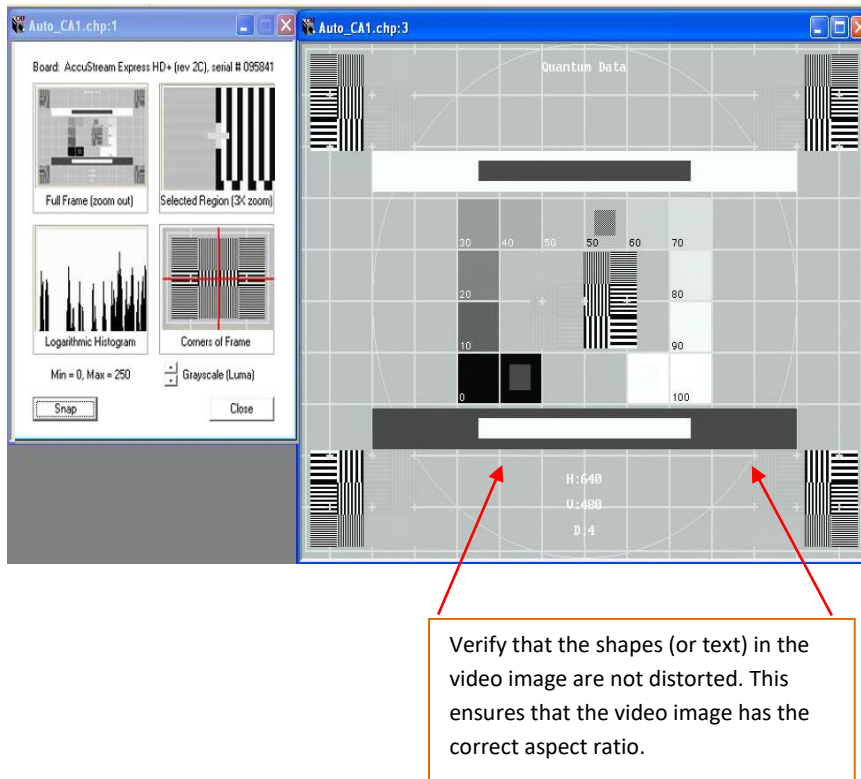 Auto_CA1.chp:1
Board: AccuStream Express HD+ (rev 2C), serial # 095841
Full Frame (zoom out)
Selected Region (3X zoom)
Logarithmic Histogram
Corners of Frame
Min = 0, Max = 250
Grayscale (Luma)
Snap
Close
Auto_CA1.chp:3
Quantum Data
30 40 50 50 60 70
20 80
10 90
0 100
H:640
V:480
D:4
Verify that the shapes (or text) in the
video image are not distorted. This
ensures that the video image has the
correct aspect ratio.